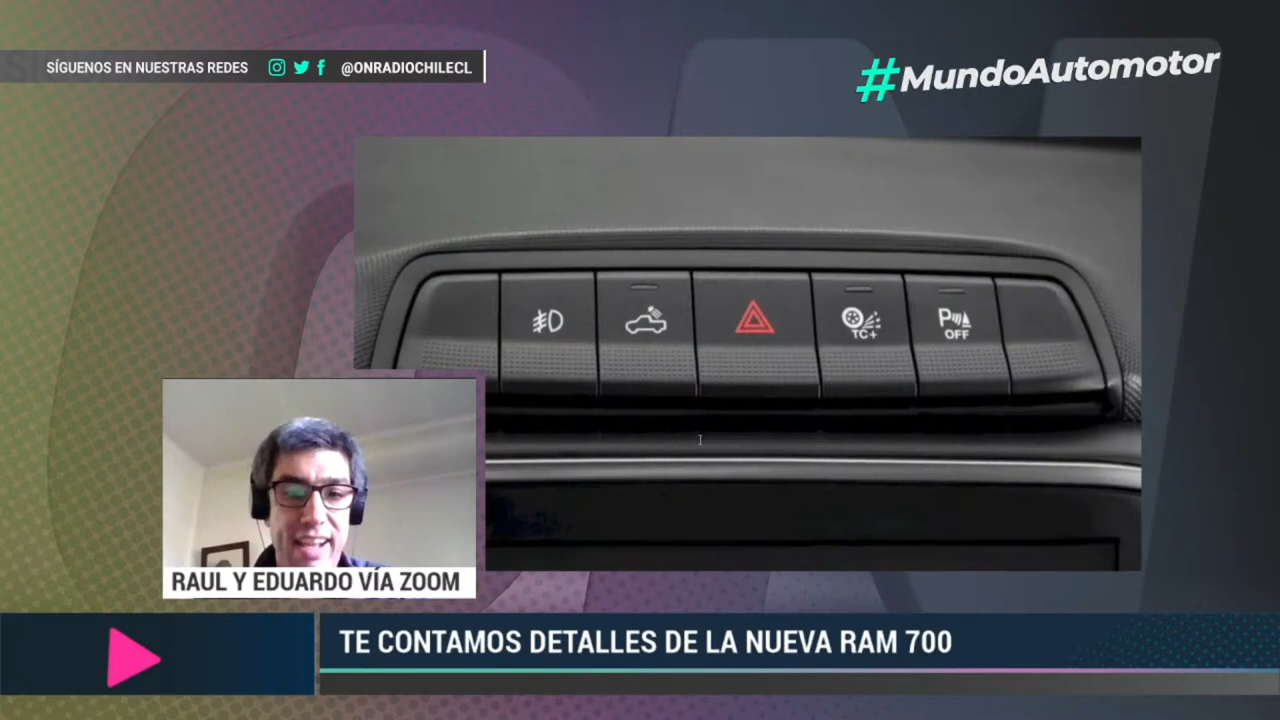 SÍGUENOS EN NUESTRAS REDES @ONRADIOCHILECL
#MundoAutomotor
TC+
P
OFF
RAUL Y EDUARDO VÍA ZOOM
TE CONTAMOS DETALLES DE LA NUEVA RAM 700